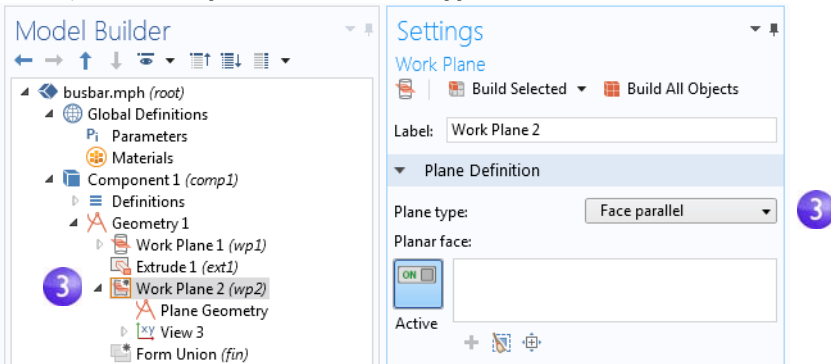 Model Builder
busbar.mph (root)
Global Definitions
Pi Parameters
Materials
Component 1 (comp1)
Definitions
Geometry 1
Work Plane 1 (wp1)
Extrude 1 (ext1)
3
Work Plane 2 (wp2)
Plane Geometry
xy View 3
Form Union (fin)
Settings
Work Plane
Build Selected
Build All Objects
Label: Work Plane 2
Plane Definition
Plane type: Face parallel
3
Planar face:
ON
Active